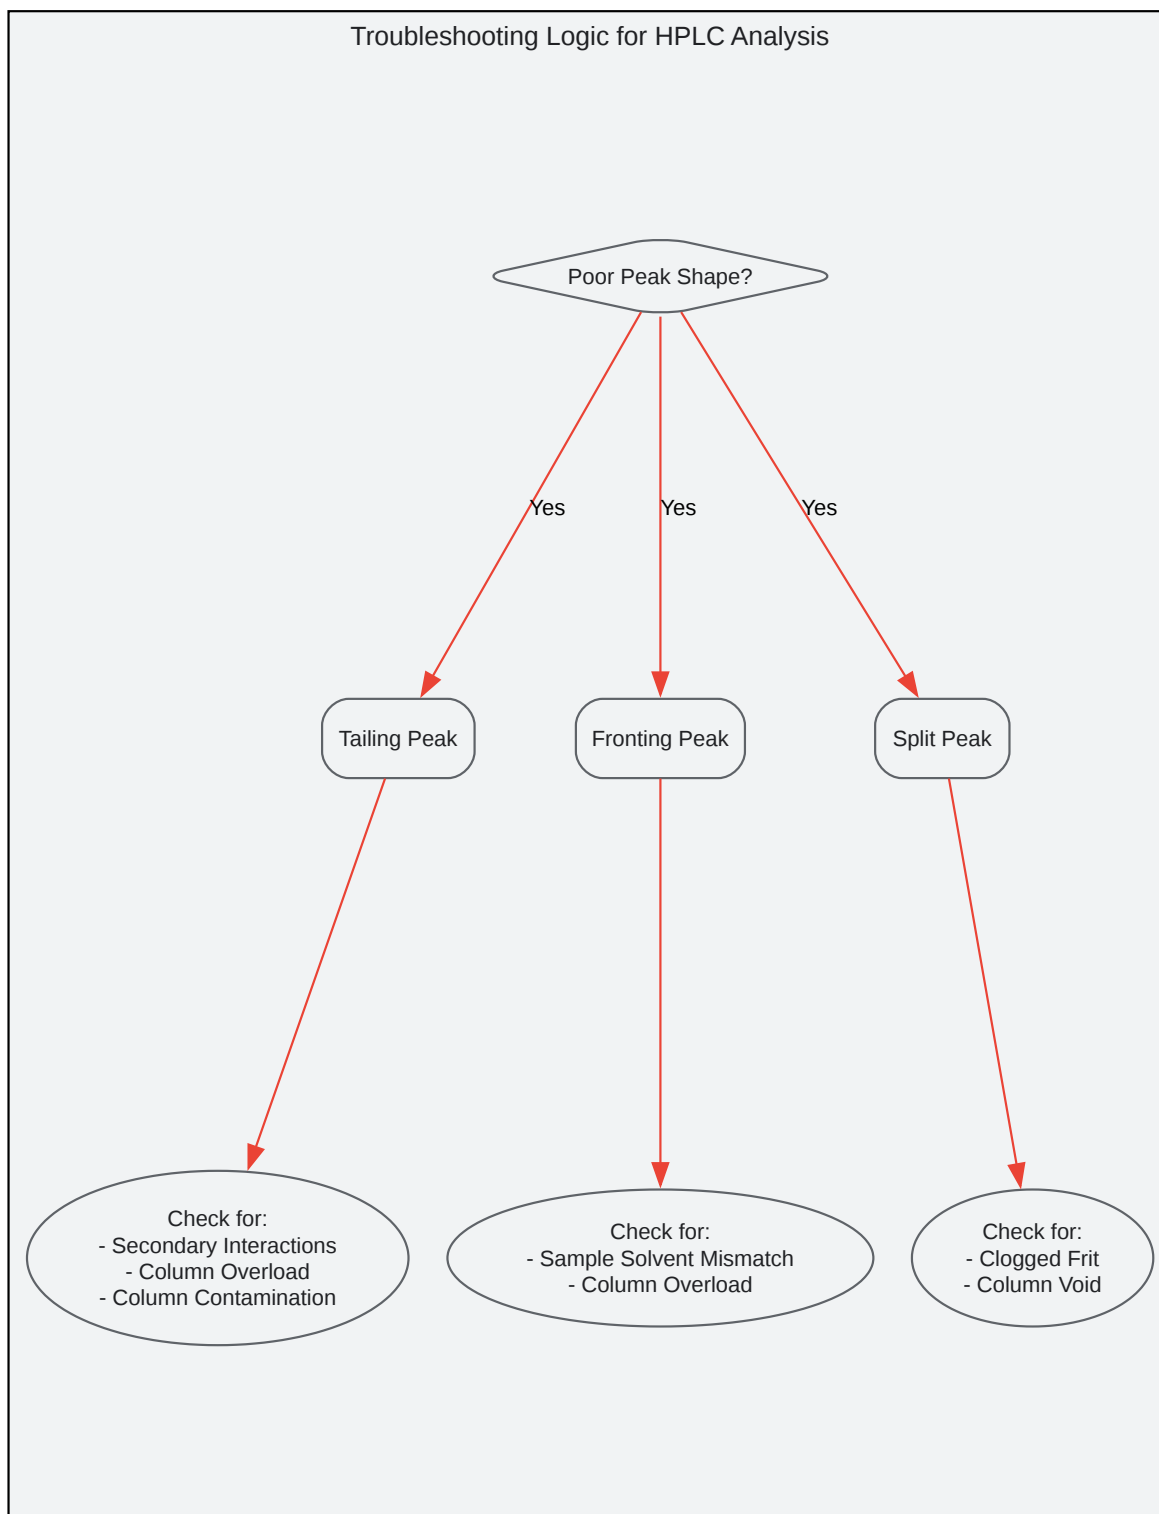 Troubleshooting Logic for HPLC Analysis
Poor Peak Shape?
Yes
Yes
Yes
Tailing Peak
Fronting Peak
Split Peak
Check for:
- Secondary Interactions
- Column Overload
- Column Contamination
Check for:
- Sample Solvent Mismatch
- Column Overload
Check for:
- Clogged Frit
- Column Void